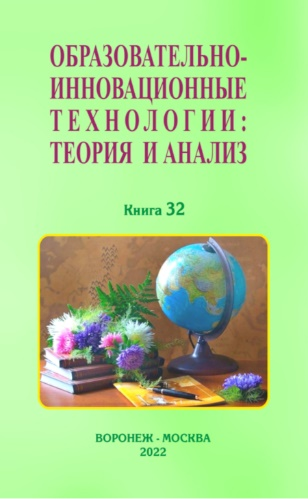 ОБРАЗОВАТЕЛЬНО-
ИННОВАЦИОННЫЕ
ТЕХНОЛОГИИ:
ТЕОРИЯ И АНАЛИЗ
Книга 32
ВОРОНЕЖ - МОСКВА
2022